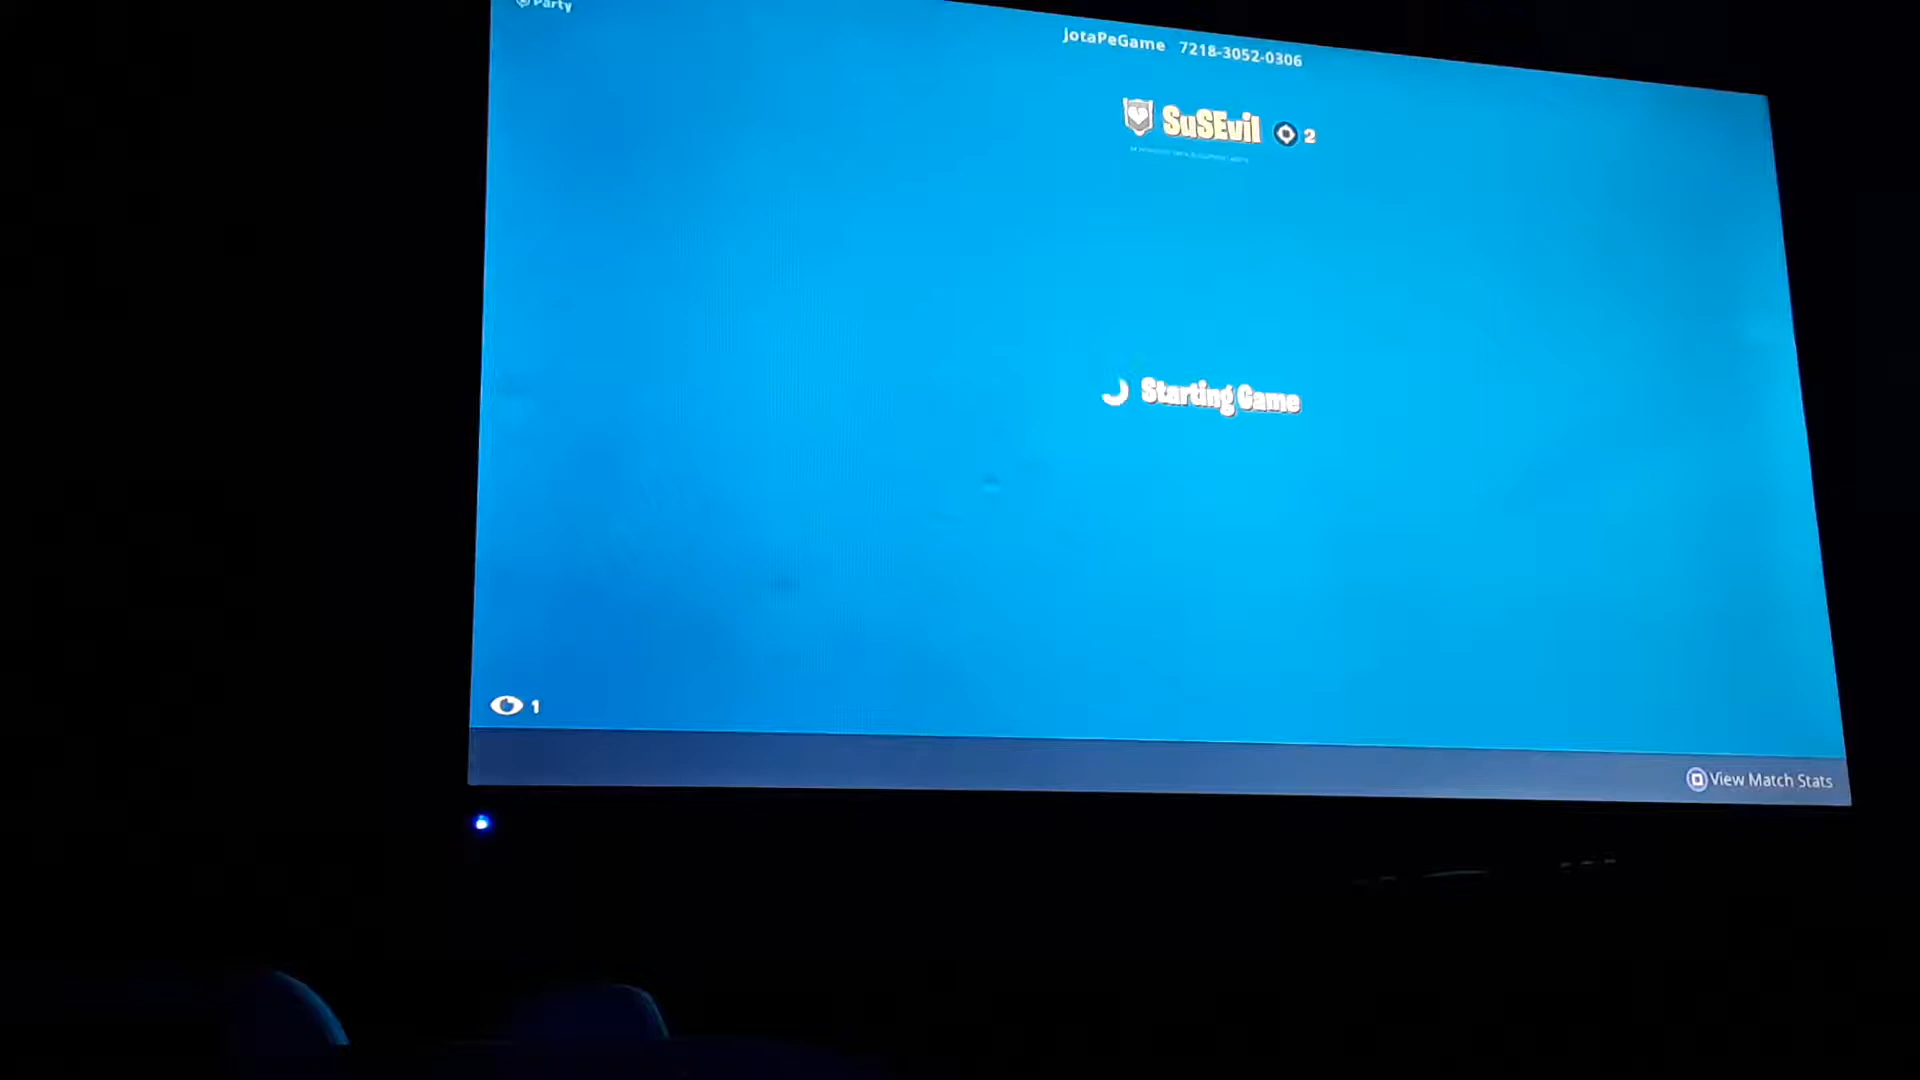 Party
JotaPeGame 7218-3052-0306
SuSEvil 2
Starting Game
1
View Match Stats